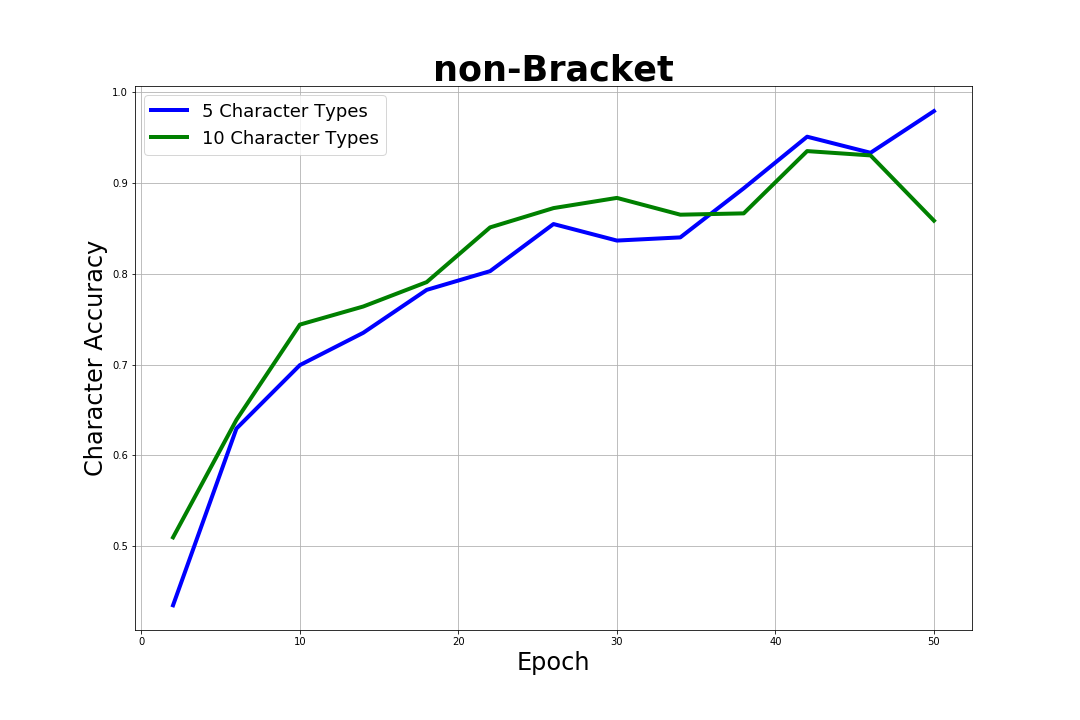 non-Bracket
5 Character Types
10 Character Types
Character Accuracy
1.0
0.9
0.8
0.7
0.6
0.5
0 10 20 30 40 50
Epoch